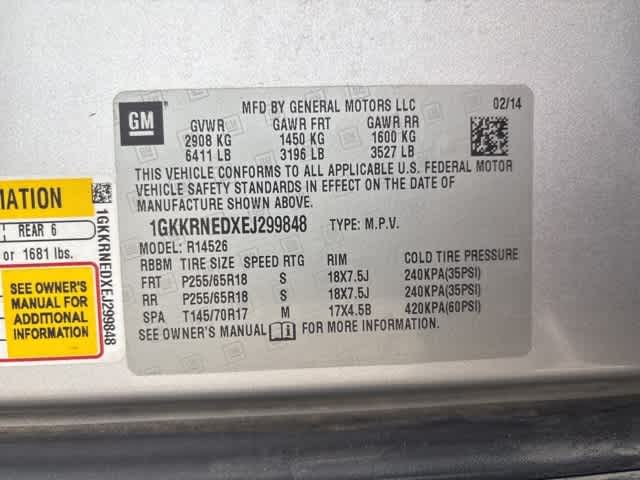 GM
MFD BY GENERAL MOTORS LLC 02/14
GVWR GAWR FRT GAWR RR
2908 KG 1450 KG 1600 KG
6411 LB 3196 LB 3527 LB
THIS VEHICLE CONFORMS TO ALL APPLICABLE U.S. FEDERAL MOTOR
VEHICLE SAFETY STANDARDS IN EFFECT ON THE DATE OF
MANUFACTURE SHOWN ABOVE.
1GKKRNEDXEJ299848 TYPE: M.P.V.
MODEL: R14526
RBBM TIRE SIZE SPEED RTG RIM COLD TIRE PRESSURE
FRT P255/65R18 S 18X7.5J 240KPA(35PSI)
RR P255/65R18 S 18X7.5J 240KPA(35PSI)
SPA T145/70R17 M 17X4.5B 420KPA(60PSI)
SEE OWNER'S MANUAL FOR MORE INFORMATION.
MATION
REAR 6
or 1681 lbs.
SEE OWNER'S
MANUAL FOR
ADDITIONAL
INFORMATION
1GKKRNEDXEJ299848